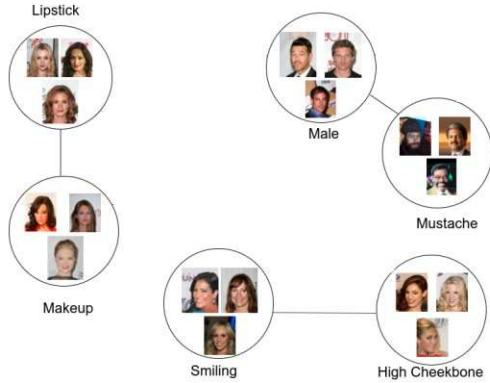 Lipstick
Male
Mustache
Makeup
Smiling
High Cheekbone